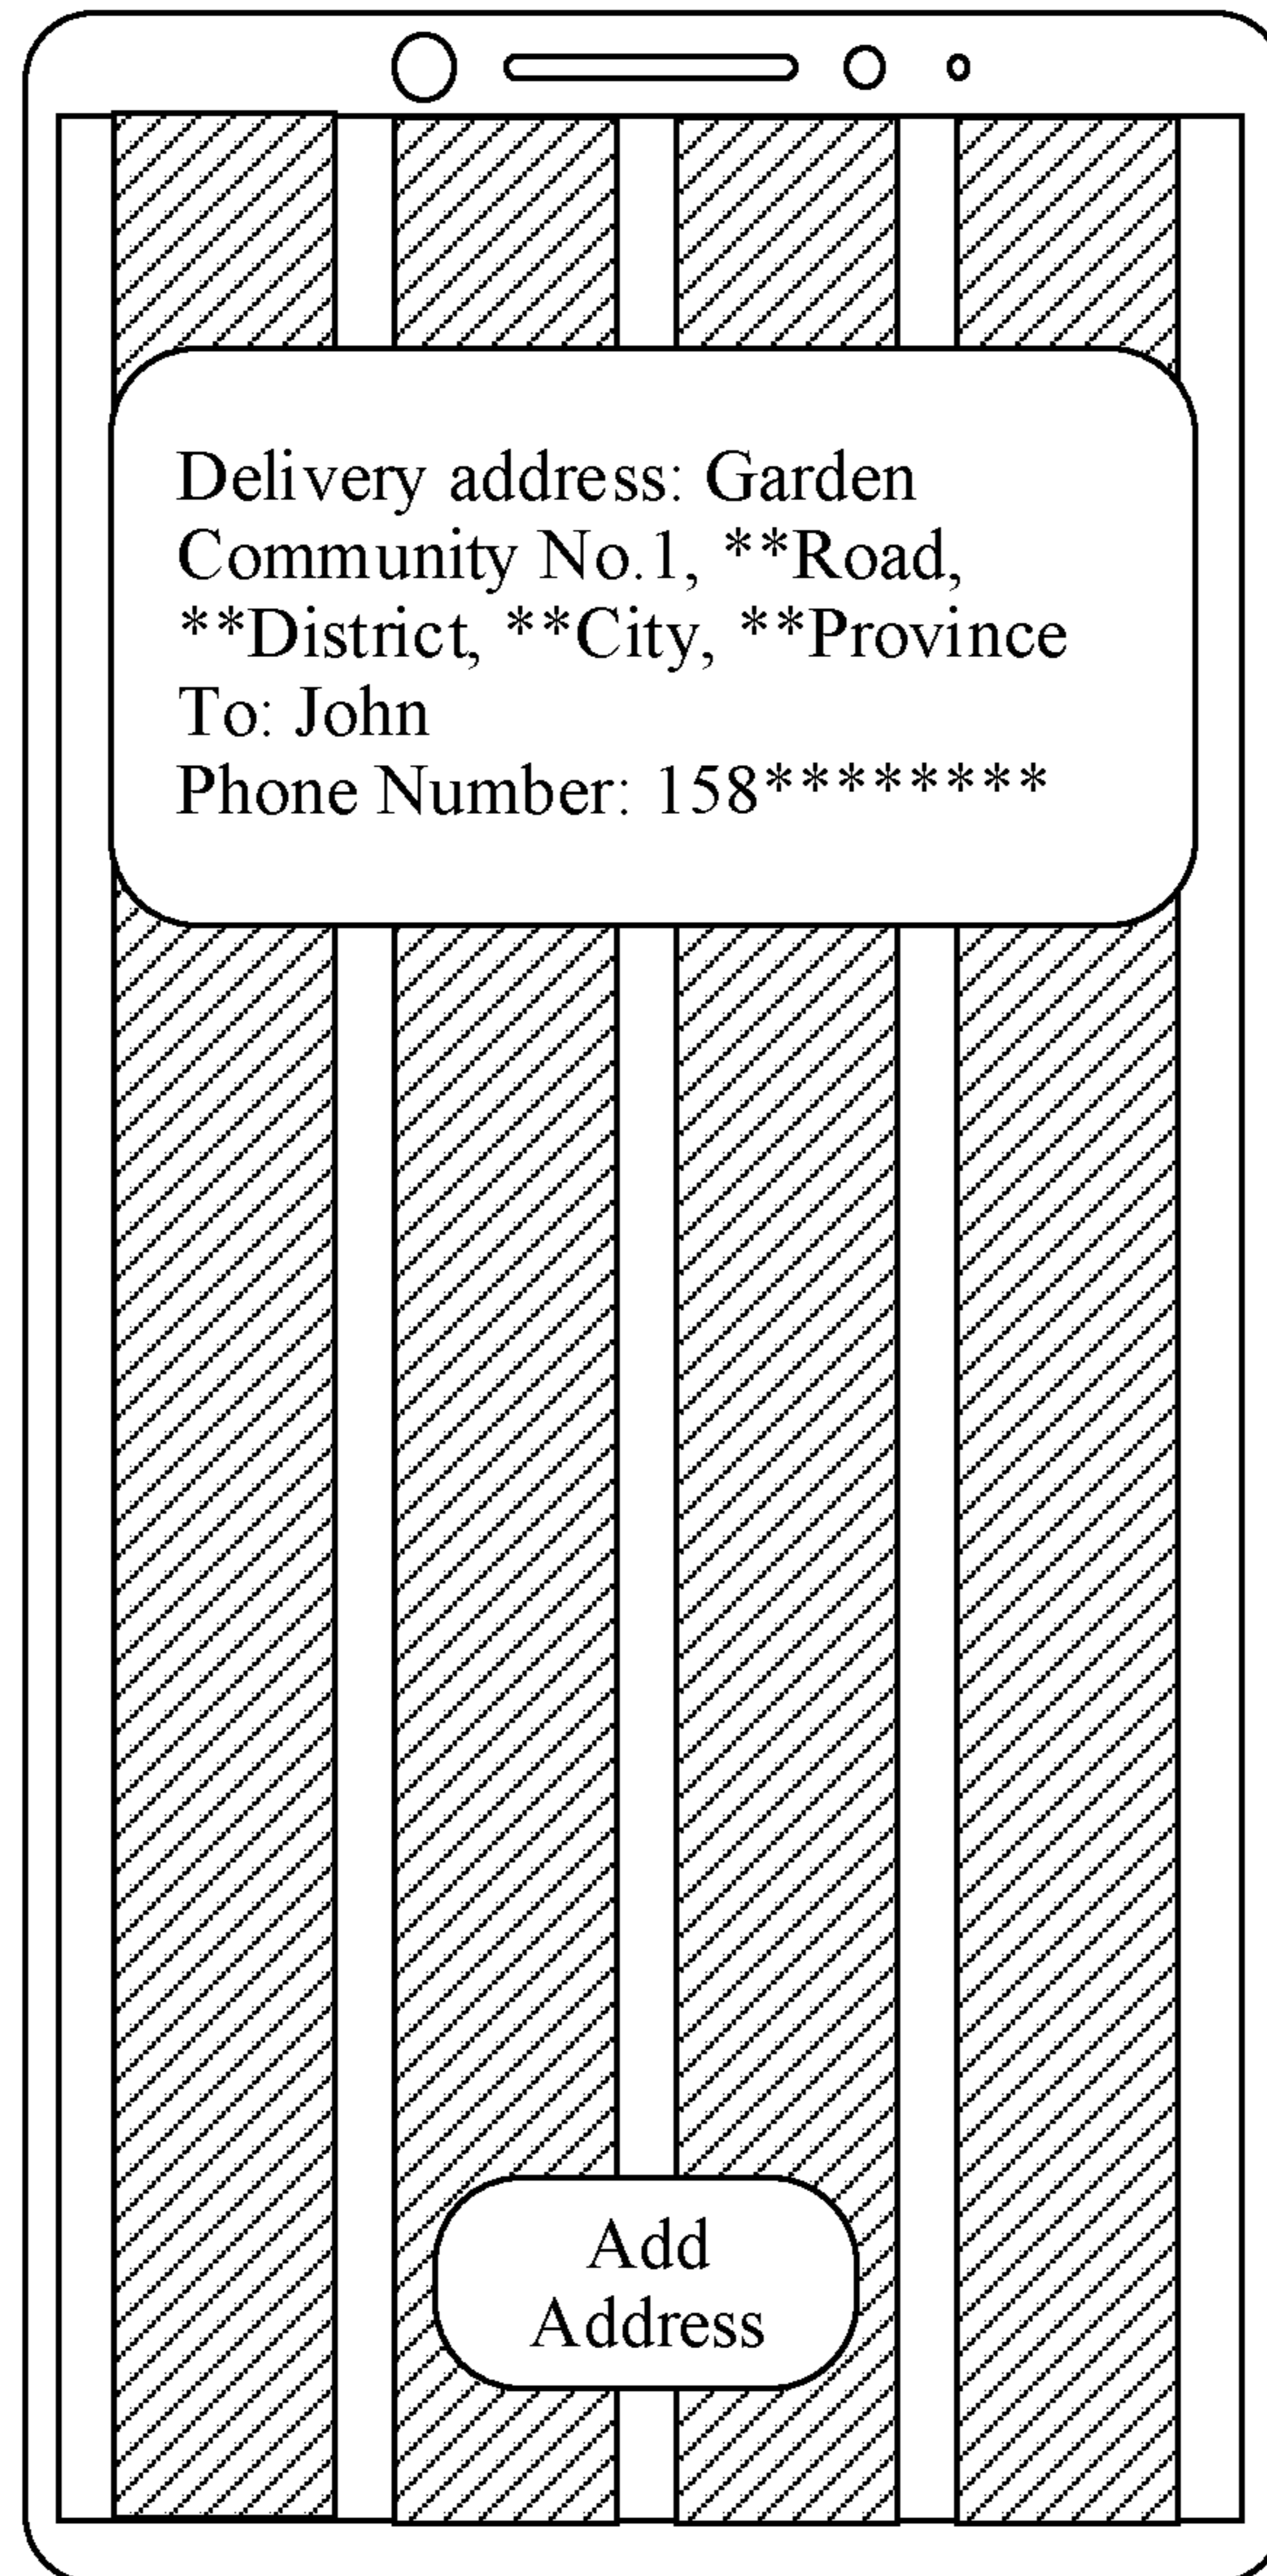 Delivery address: Garden
Community No.1, **Road,
**District, **City, **Province
To: John
Phone Number: 158********
Add
Address